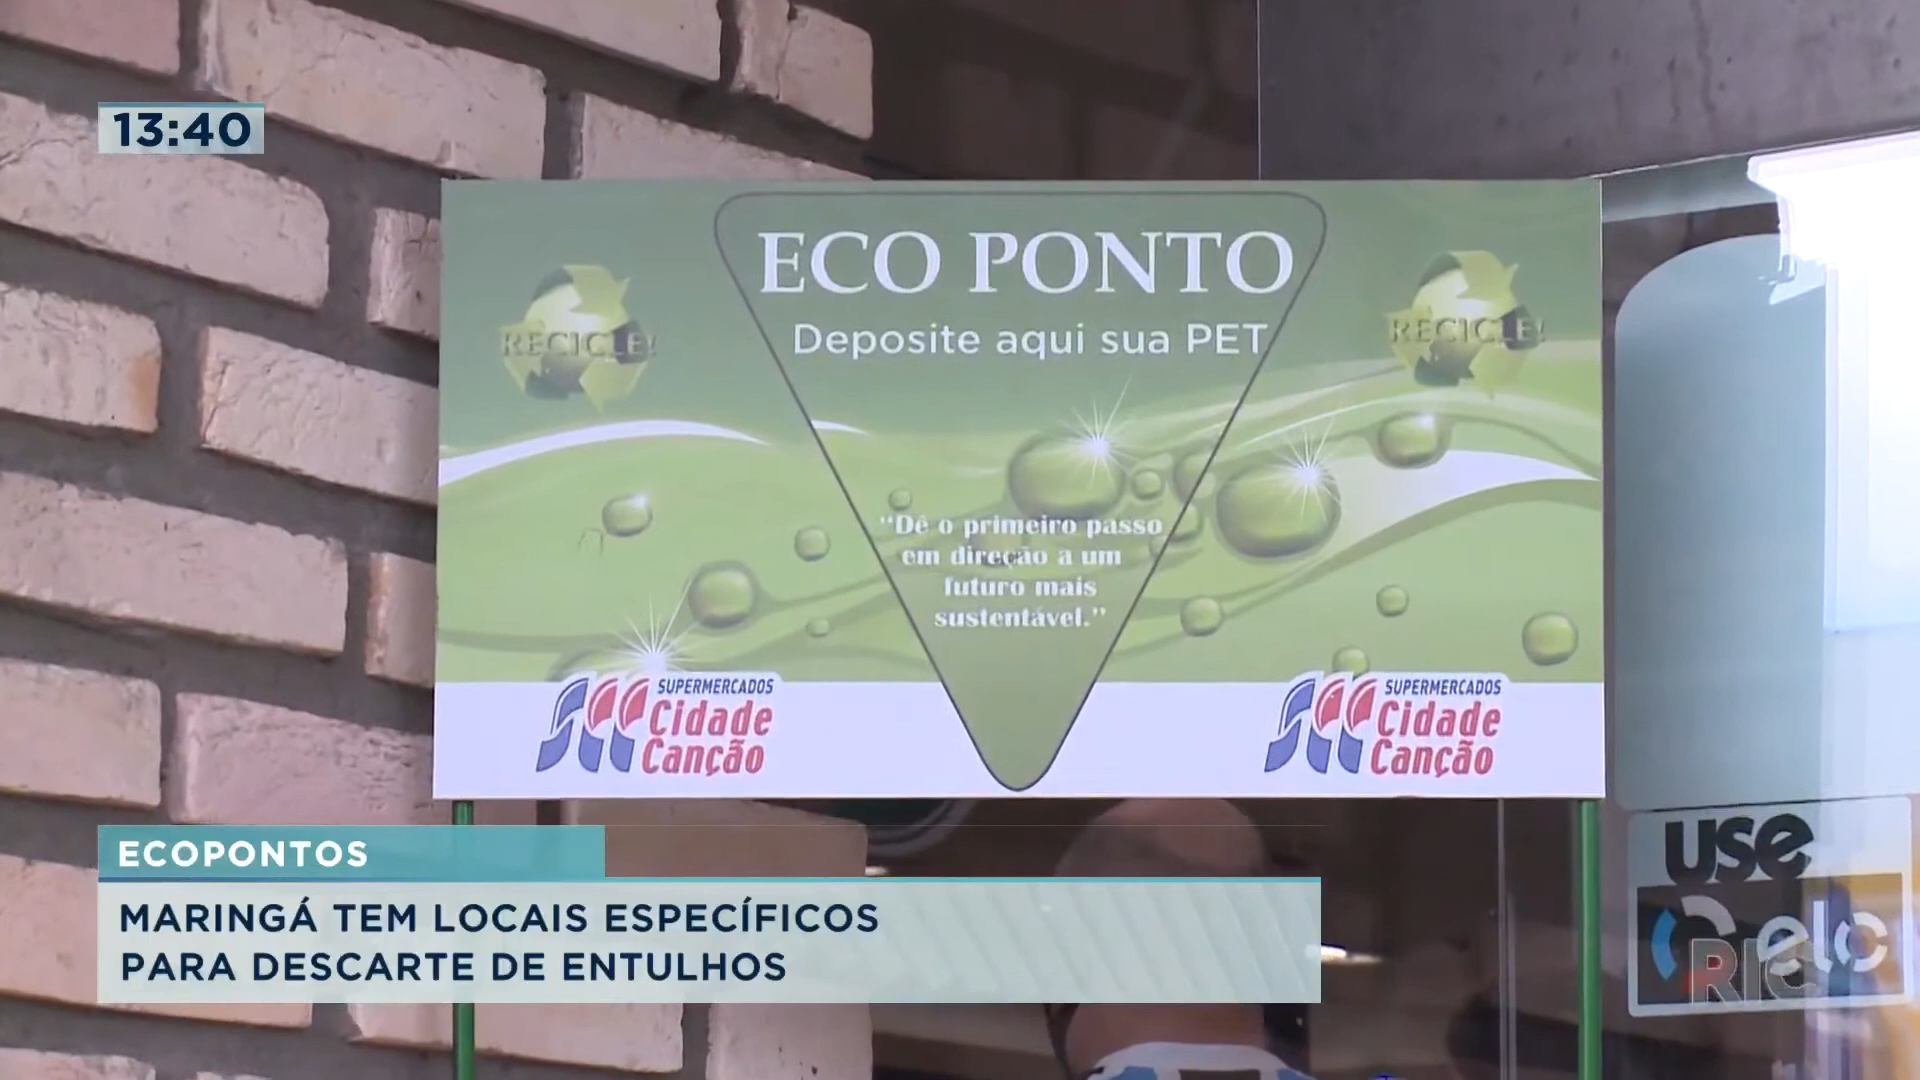 13:40
ECO PONTO
Deposite aqui sua PET
RECICLE!
RECICLE!
"Dê o primeiro passo
em direção a um
futuro mais
sustentável."
SUPERMERCADOS
Cidade
Canção
SUPERMERCADOS
Cidade
Canção
use
elo
RIC
ECOPONTOS
MARINGÁ TEM LOCAIS ESPECÍFICOS
PARA DESCARTE DE ENTULHOS